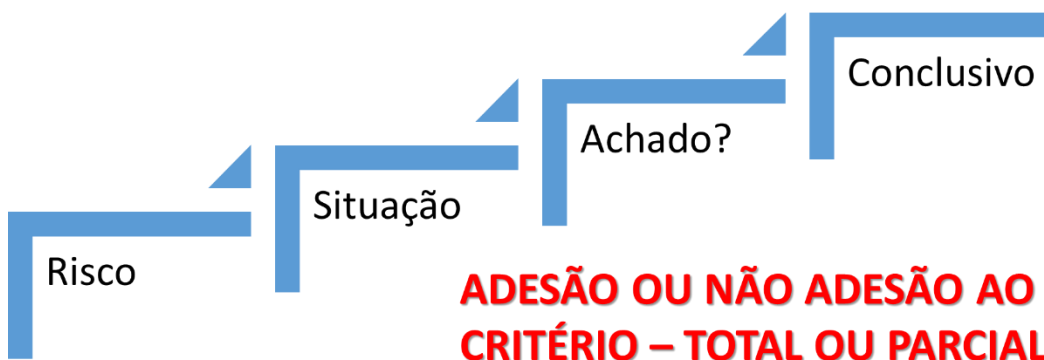 Risco
Situação
Achado?
Conclusivo
ADESÃO OU NÃO ADESÃO AO
CRITÉRIO – TOTAL OU PARCIAL